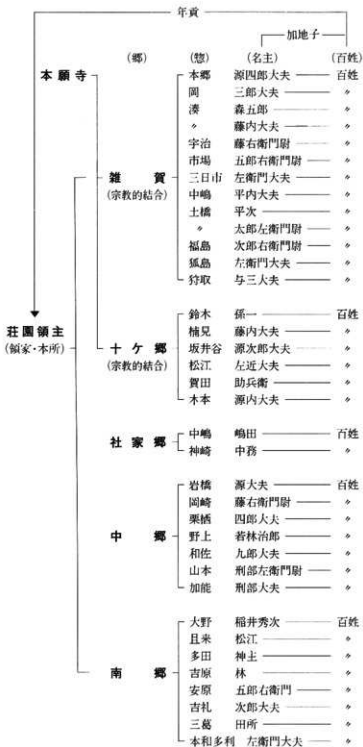 年貢
加地子
(郷) (惣) (名主) (百姓)
本願寺 本郷 源四郎大夫 百姓
岡 三郎大夫 〃
湊 森五郎 〃
〃 藤内大夫 〃
宇治 藤右衛門尉 〃
市場 五郎右衛門尉 〃
雑賀 三日市 左衛門大夫 〃
(宗教的結合) 中嶋 平内大夫 〃
土橋 平次 〃
〃 太郎左衛門尉 〃
福島 次郎右衛門尉 〃
狐島 左衛門大夫 〃
狩取 与三大夫 〃
鈴木 孫一 百姓
楠見 藤内大夫 〃
荘園領主 十ケ郷 坂井谷 源次郎大夫 〃
(領家・本所) (宗教的結合) 松江 左近大夫 〃
賀田 助兵衛 〃
木本 源内大夫 〃
社家郷 中嶋 嶋田 百姓
神崎 中務 〃
岩橋 源大夫 百姓
岡崎 藤右衛門尉 〃
栗栖 四郎大夫 〃
中郷 野上 若林治郎 〃
和佐 九郎大夫 〃
山本 刑部左衛門尉 〃
加能 刑部大夫 〃
大野 稲井秀次 百姓
且来 松江 〃
多田 神主 〃
南郷 吉原 林 〃
安原 五郎右衛門 〃
吉礼 次郎大夫 〃
三葛 田所 〃
本和多利 左衛門大夫 〃